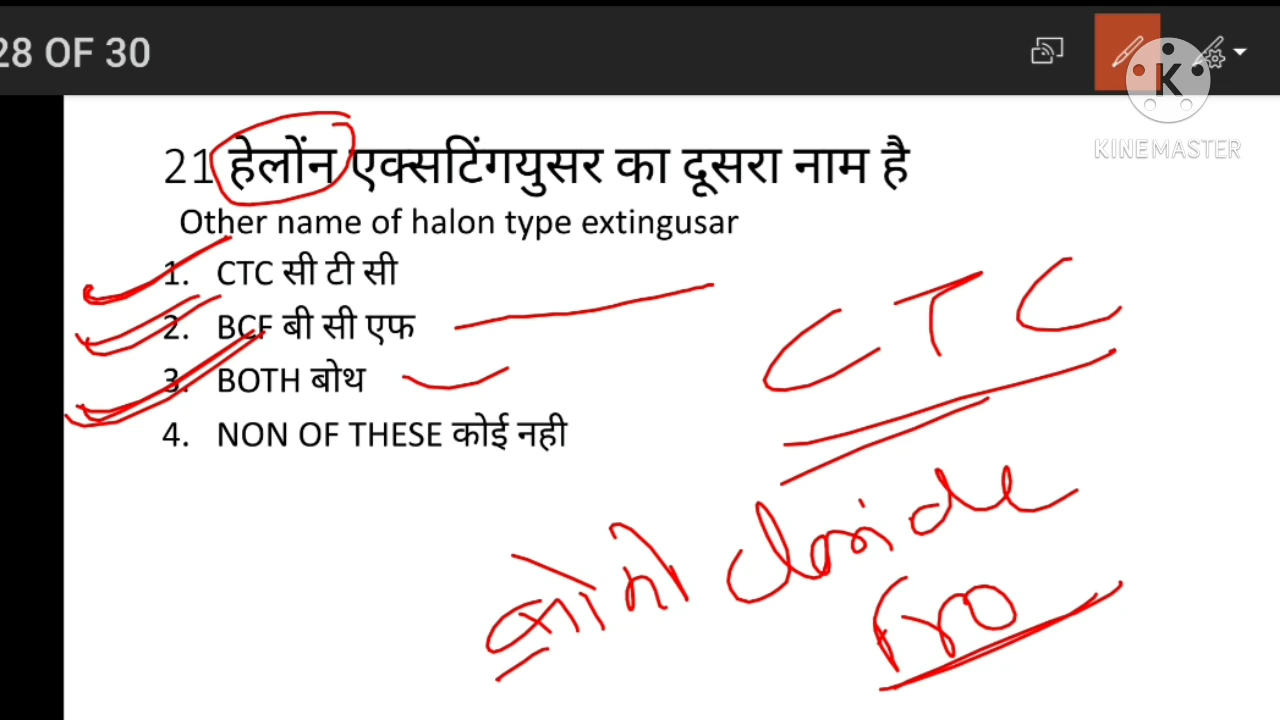 28 OF 30
KINEMASTER
21 हेलोंन एक्सटिंगयुसर का दूसरा नाम है
Other name of halon type extingusar
1. CTC सी टी सी
2. BCF बी सी एफ
3. BOTH बोथ
4. NON OF THESE कोई नही
CTC